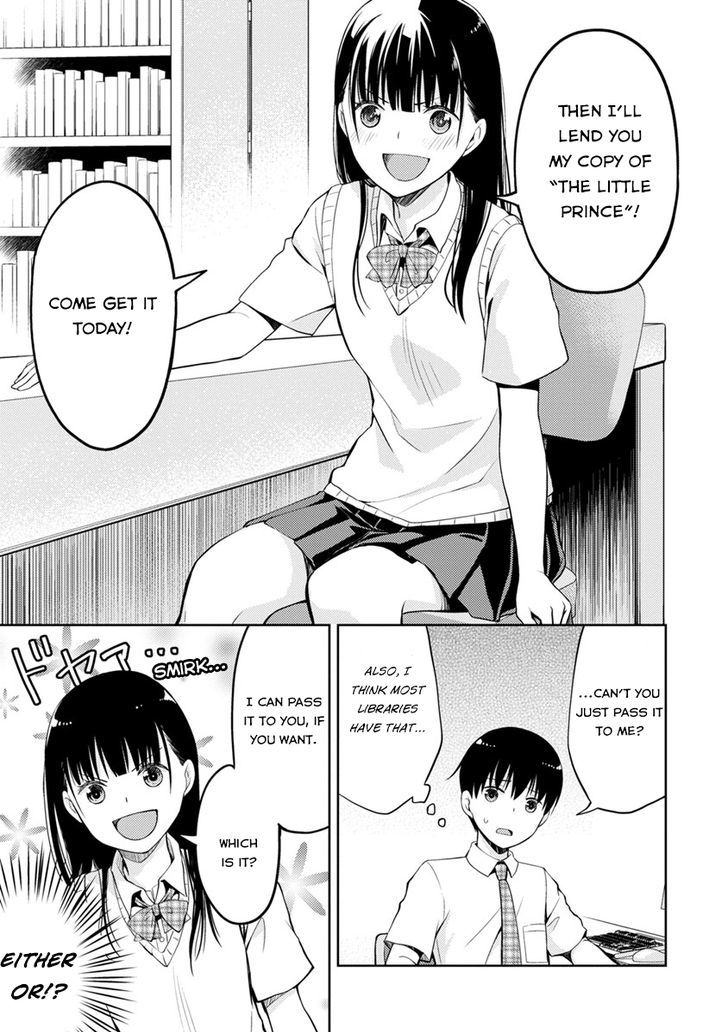 THEN I'LL
LEND YOU
MY COPY OF
"THE LITTLE
PRINCE"!
COME GET IT
TODAY!
...CAN'T YOU
JUST PASS IT
TO ME?
ALSO, I
THINK MOST
LIBRARIES
HAVE THAT...
ドヤァ...
SMIRK...
I CAN PASS
IT TO YOU, IF
YOU WANT.
WHICH
IS IT?
EITHER
OR!?